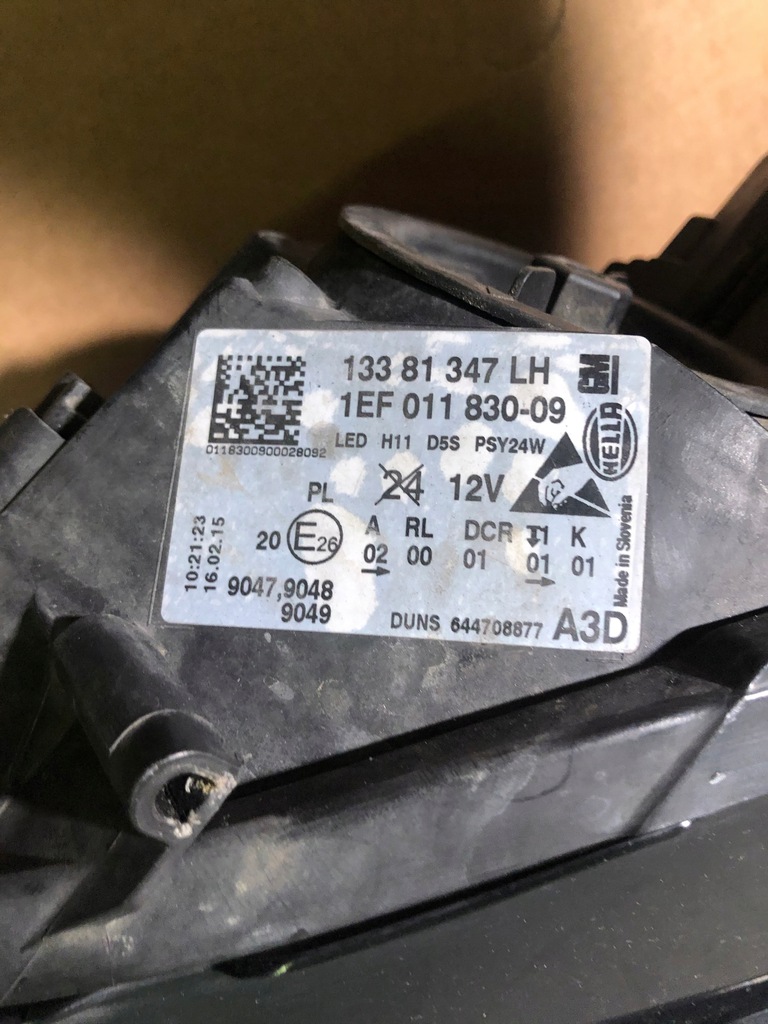 133 81 347 LH
GM
1EF 011 830-09
HELLA
LED H11 D5S PSY24W
0118300900028092
PL 24 12V
A RL DCR T1 K
20 E26
02 00 01 01 01
10:21:23
16.02.15
9047,9048
9049
DUNS 644708877 A3D
Made in Slovenia